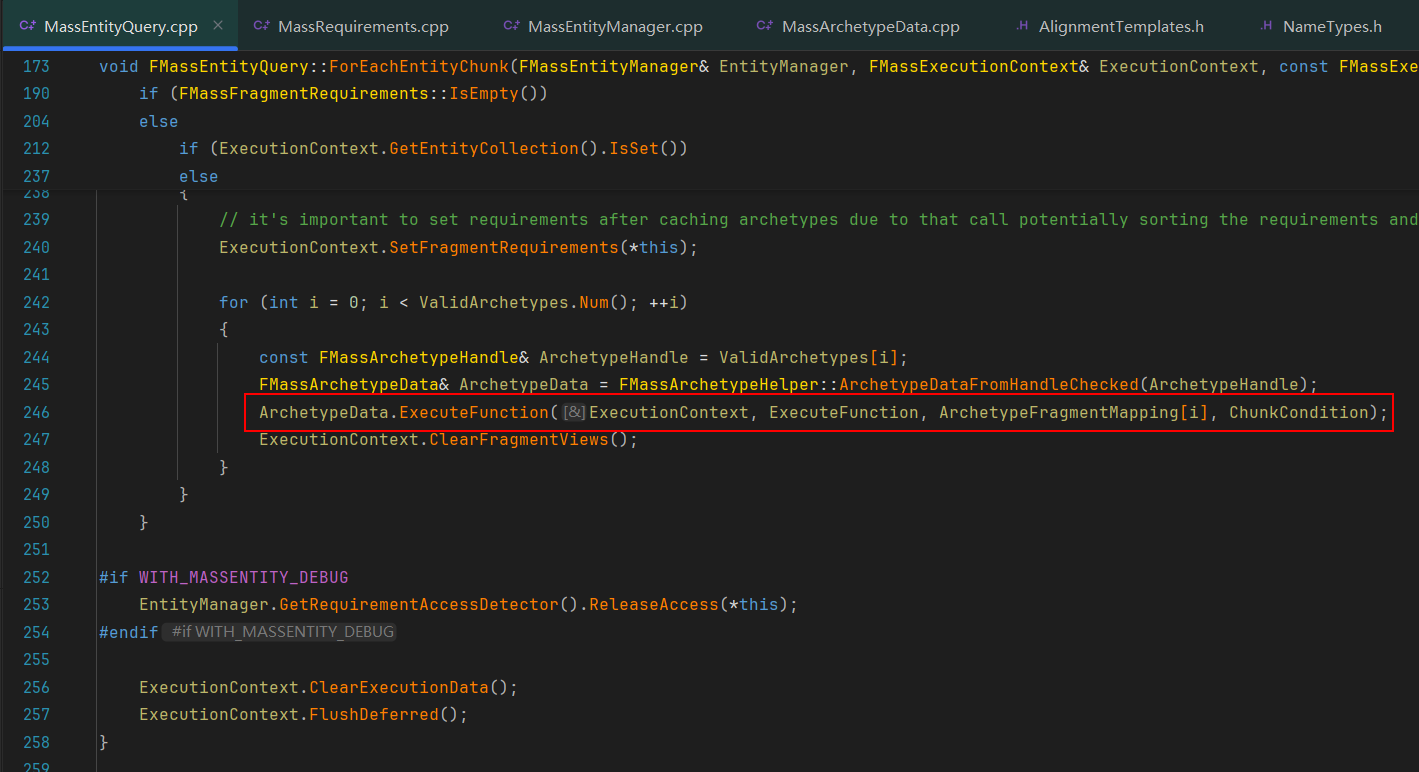 MassEntityQuery.cpp × MassRequirements.cpp MassEntityManager.cpp MassArchetypeData.cpp AlignmentTemplates.h NameTypes.h
173 void FMassEntityQuery::ForEachEntityChunk(FMassEntityManager& EntityManager, FMassExecutionContext& ExecutionContext, const FMassExe
190 if (FMassFragmentRequirements::IsEmpty())
204 else
212 if (ExecutionContext.GetEntityCollection().IsSet())
237 else
238 {
239 // it's important to set requirements after caching archetypes due to that call potentially sorting the requirements and
240 ExecutionContext.SetFragmentRequirements(*this);
241
242 for (int i = 0; i < ValidArchetypes.Num(); ++i)
243 {
244 const FMassArchetypeHandle& ArchetypeHandle = ValidArchetypes[i];
245 FMassArchetypeData& ArchetypeData = FMassArchetypeHelper::ArchetypeDataFromHandleChecked(ArchetypeHandle);
246 ArchetypeData.ExecuteFunction([&]ExecutionContext, ExecuteFunction, ArchetypeFragmentMapping[i], ChunkCondition);
247 ExecutionContext.ClearFragmentViews();
248 }
249 }
250 }
251
252 #if WITH_MASSENTITY_DEBUG
253 EntityManager.GetRequirementAccessDetector().ReleaseAccess(*this);
254 #endif #if WITH_MASSENTITY_DEBUG
255
256 ExecutionContext.ClearExecutionData();
257 ExecutionContext.FlushDeferred();
258 }
259